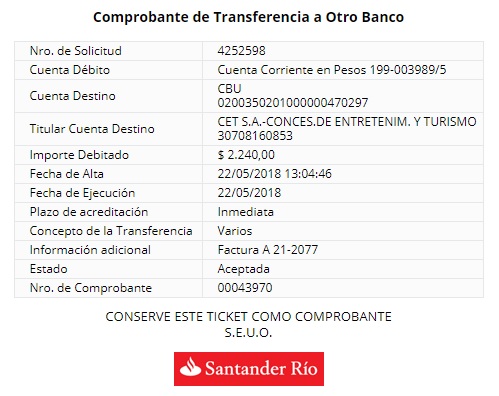 Comprobante de Transferencia a Otro Banco
Nro. de Solicitud 4252598
Cuenta Débito Cuenta Corriente en Pesos 199-003989/5
Cuenta Destino CBU
0200350201000000470297
Titular Cuenta Destino CET S.A.-CONCES.DE ENTRETENIM. Y TURISMO
30708160853
Importe Debitado $ 2.240,00
Fecha de Alta 22/05/2018 13:04:46
Fecha de Ejecución 22/05/2018
Plazo de acreditación Inmediata
Concepto de la Transferencia Varios
Información adicional Factura A 21-2077
Estado Aceptada
Nro. de Comprobante 00043970
CONSERVE ESTE TICKET COMO COMPROBANTE
S.E.U.O.
Santander Río